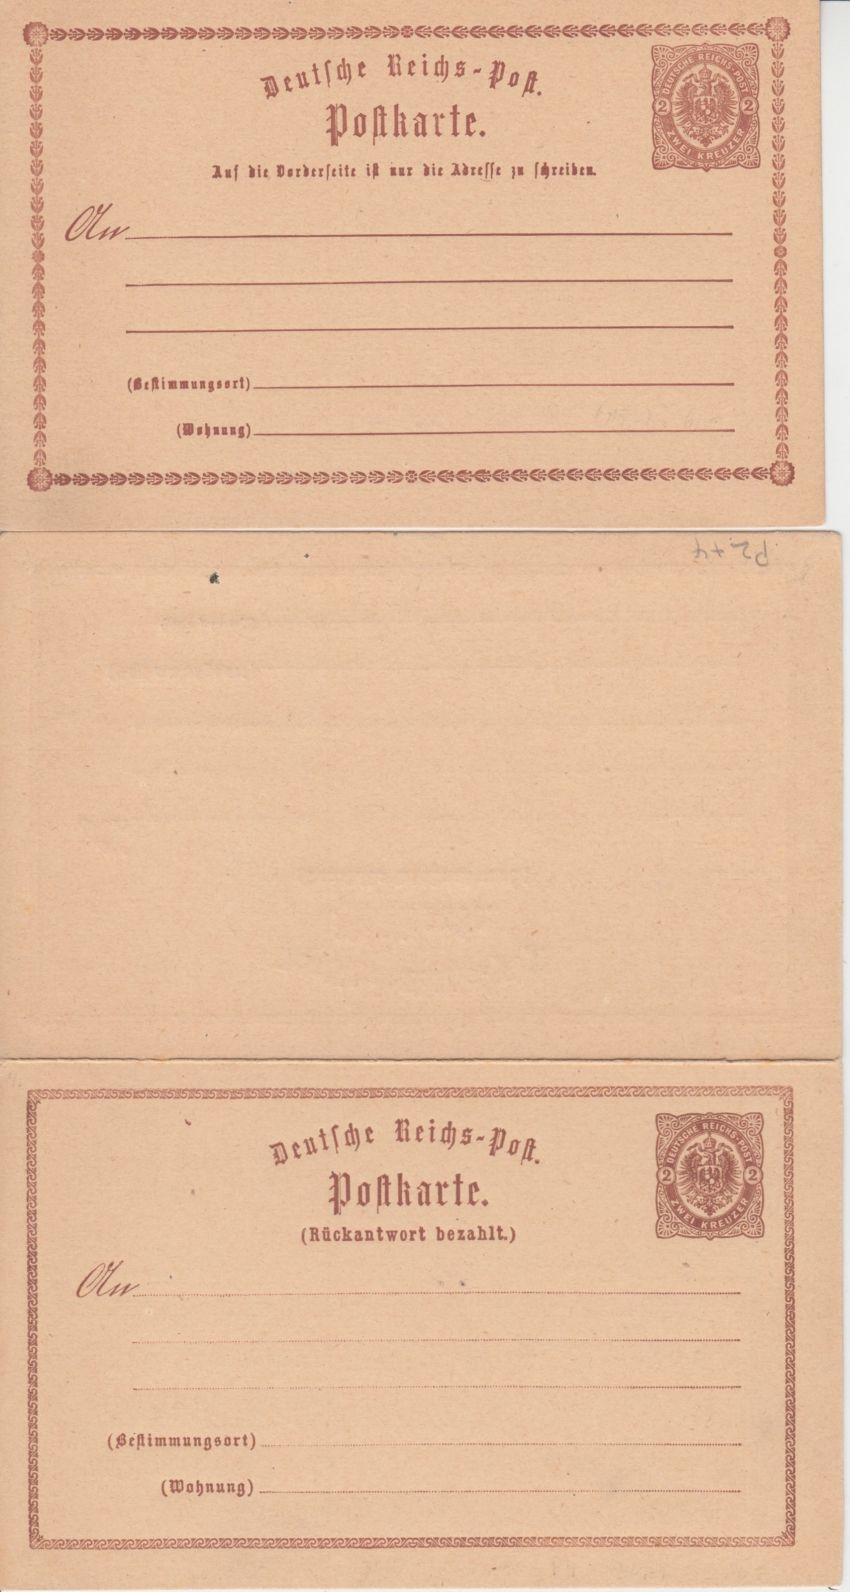 Deutsche Reichs-Post.
Postkarte.
DEUTSCHE REICHS-POST
2 2
ZWEI KREUZER
Auf die Vorderseite ist nur die Adresse zu schreiben.
An
(Bestimmungsort)
(Wohnung)
P2+4
Deutsche Reichs-Post.
Postkarte.
(Rückantwort bezahlt.)
DEUTSCHE REICHS-POST
2 2
ZWEI KREUZER
An
(Bestimmungsort)
(Wohnung)